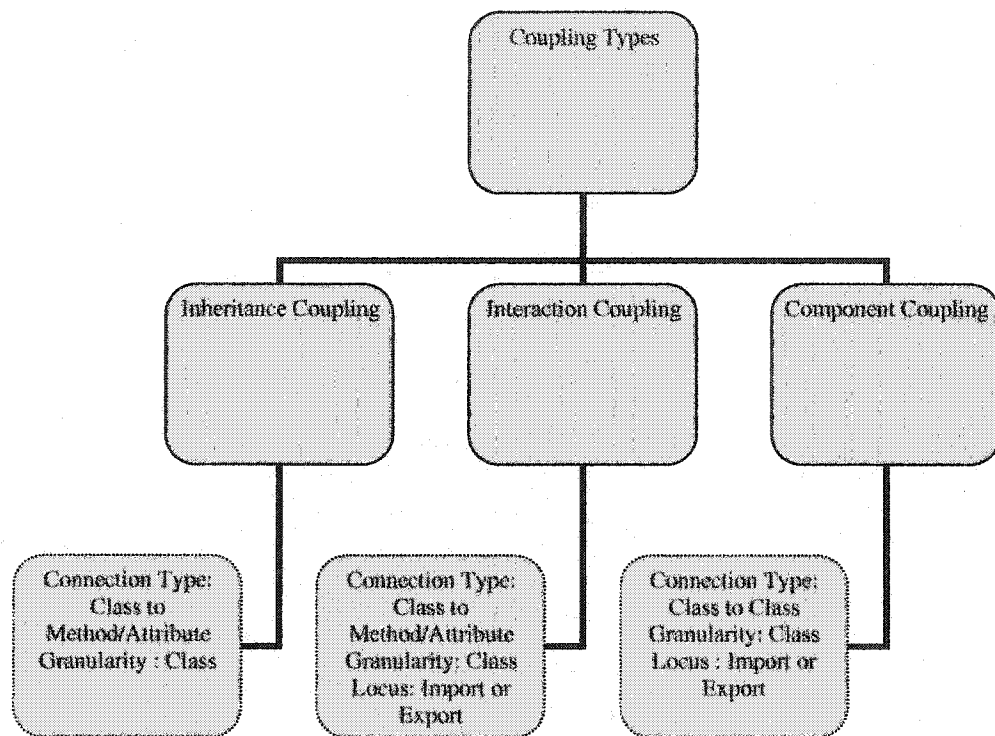 Coupling Types
Inheritance Coupling
Interaction Coupling
Component Coupling
Connection Type:
Class to
Method/Attribute
Granularity : Class
Connection Type:
Class to
Method/Attribute
Granularity: Class
Locus: Import or
Export
Connection Type:
Class to Class
Granularity: Class
Locus : Import or
Export